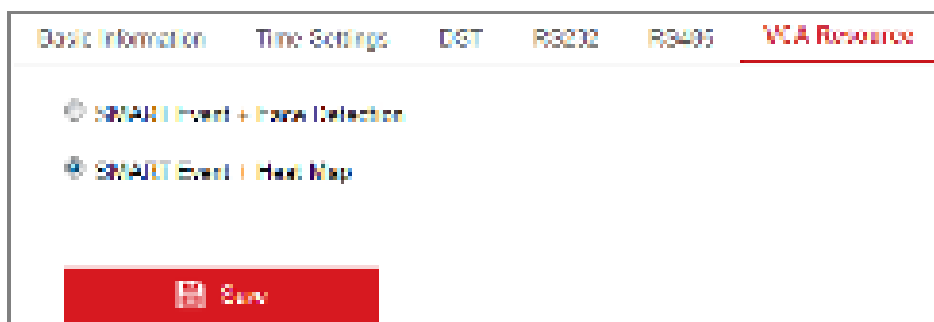 Basic Information Time Settings DST RS232 RS485 VCA Resource
SMART Event + Face Detection
SMART Event + Heat Map
Save